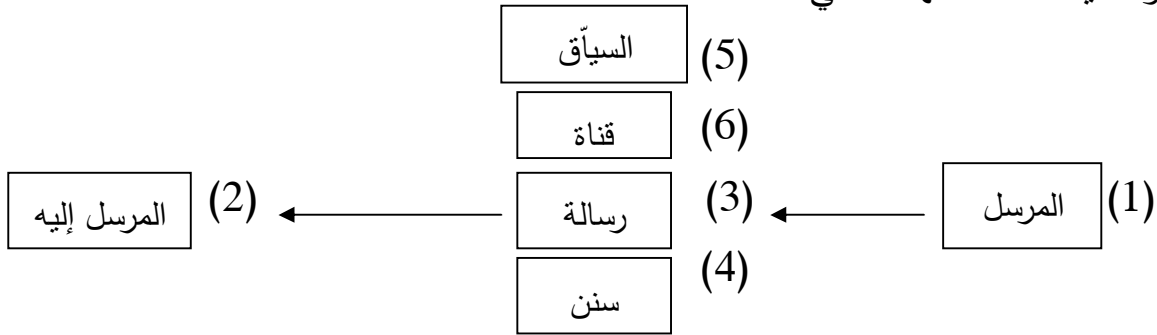 السياّق (5)
قناة (6)
(1) المرسل (3) رسالة (2) المرسل إليه
(4) سنن